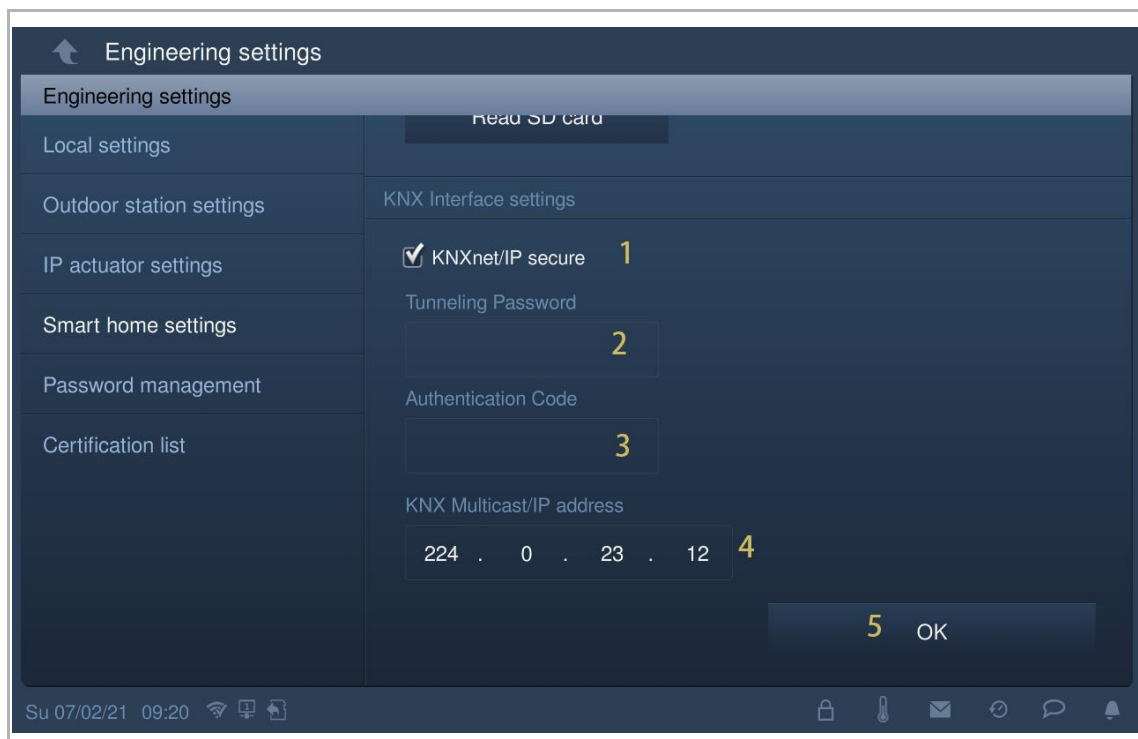 Engineering settings
Engineering settings
Local settings
Outdoor station settings
IP actuator settings
Smart home settings
Password management
Certification list
Read SD card
KNX Interface settings
KNXnet/IP secure 1
Tunneling Password
2
Authentication Code
3
KNX Multicast/IP address
224 . 0 . 23 . 12 4
5 OK
Su 07/02/21 09:20 1